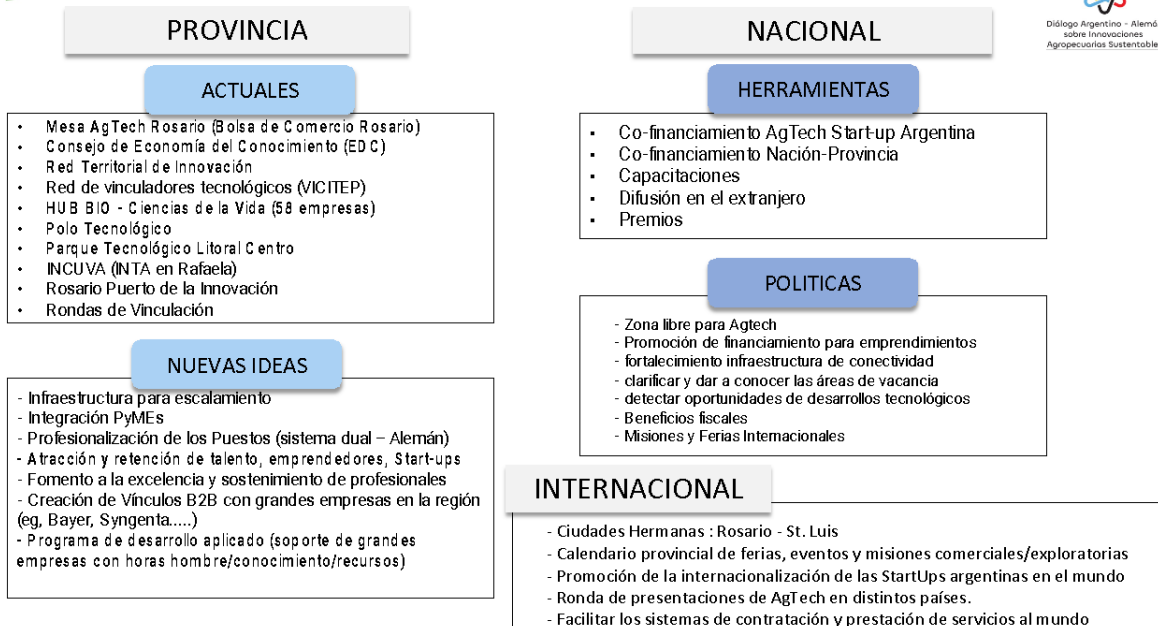 PROVINCIA
ACTUALES
• Mesa AgTech Rosario (Bolsa de Comercio Rosario)
• Consejo de Economía del Conocimiento (EDC)
• Red Territorial de Innovación
• Red de vinculadores tecnológicos (VICITEP)
• HUB BIO - Ciencias de la Vida (58 empresas)
• Polo Tecnológico
• Parque Tecnológico Litoral Centro
• INCUVA (INTA en Rafaela)
• Rosario Puerto de la Innovación
• Rondas de Vinculación
NUEVAS IDEAS
- Infraestructura para escalamiento
- Integración PyMEs
- Profesionalización de los Puestos (sistema dual – Alemán)
- Atracción y retención de talento, emprendedores, Start-ups
- Fomento a la excelencia y sostenimiento de profesionales
- Creación de Vínculos B2B con grandes empresas en la región
(eg, Bayer, Syngenta.....)
- Programa de desarrollo aplicado (soporte de grandes
empresas con horas hombre/conocimiento/recursos)
NACIONAL
HERRAMIENTAS
▪ Co-financiamiento AgTech Start-up Argentina
▪ Co-financiamiento Nación-Provincia
▪ Capacitaciones
▪ Difusión en el extranjero
▪ Premios
POLITICAS
- Zona libre para Agtech
- Promoción de financiamiento para emprendimientos
- fortalecimiento infraestructura de conectividad
- clarificar y dar a conocer las áreas de vacancia
- detectar oportunidades de desarrollos tecnológicos
- Beneficios fiscales
- Misiones y Ferias Internacionales
INTERNACIONAL
- Ciudades Hermanas : Rosario - St. Luis
- Calendario provincial de ferias, eventos y misiones comerciales/exploratorias
- Promoción de la internacionalización de las StartUps argentinas en el mundo
- Ronda de presentaciones de AgTech en distintos países.
- Facilitar los sistemas de contratación y prestación de servicios al mundo
Diálogo Argentino - Alemá
sobre Innovaciones
Agropecuarias Sustentable